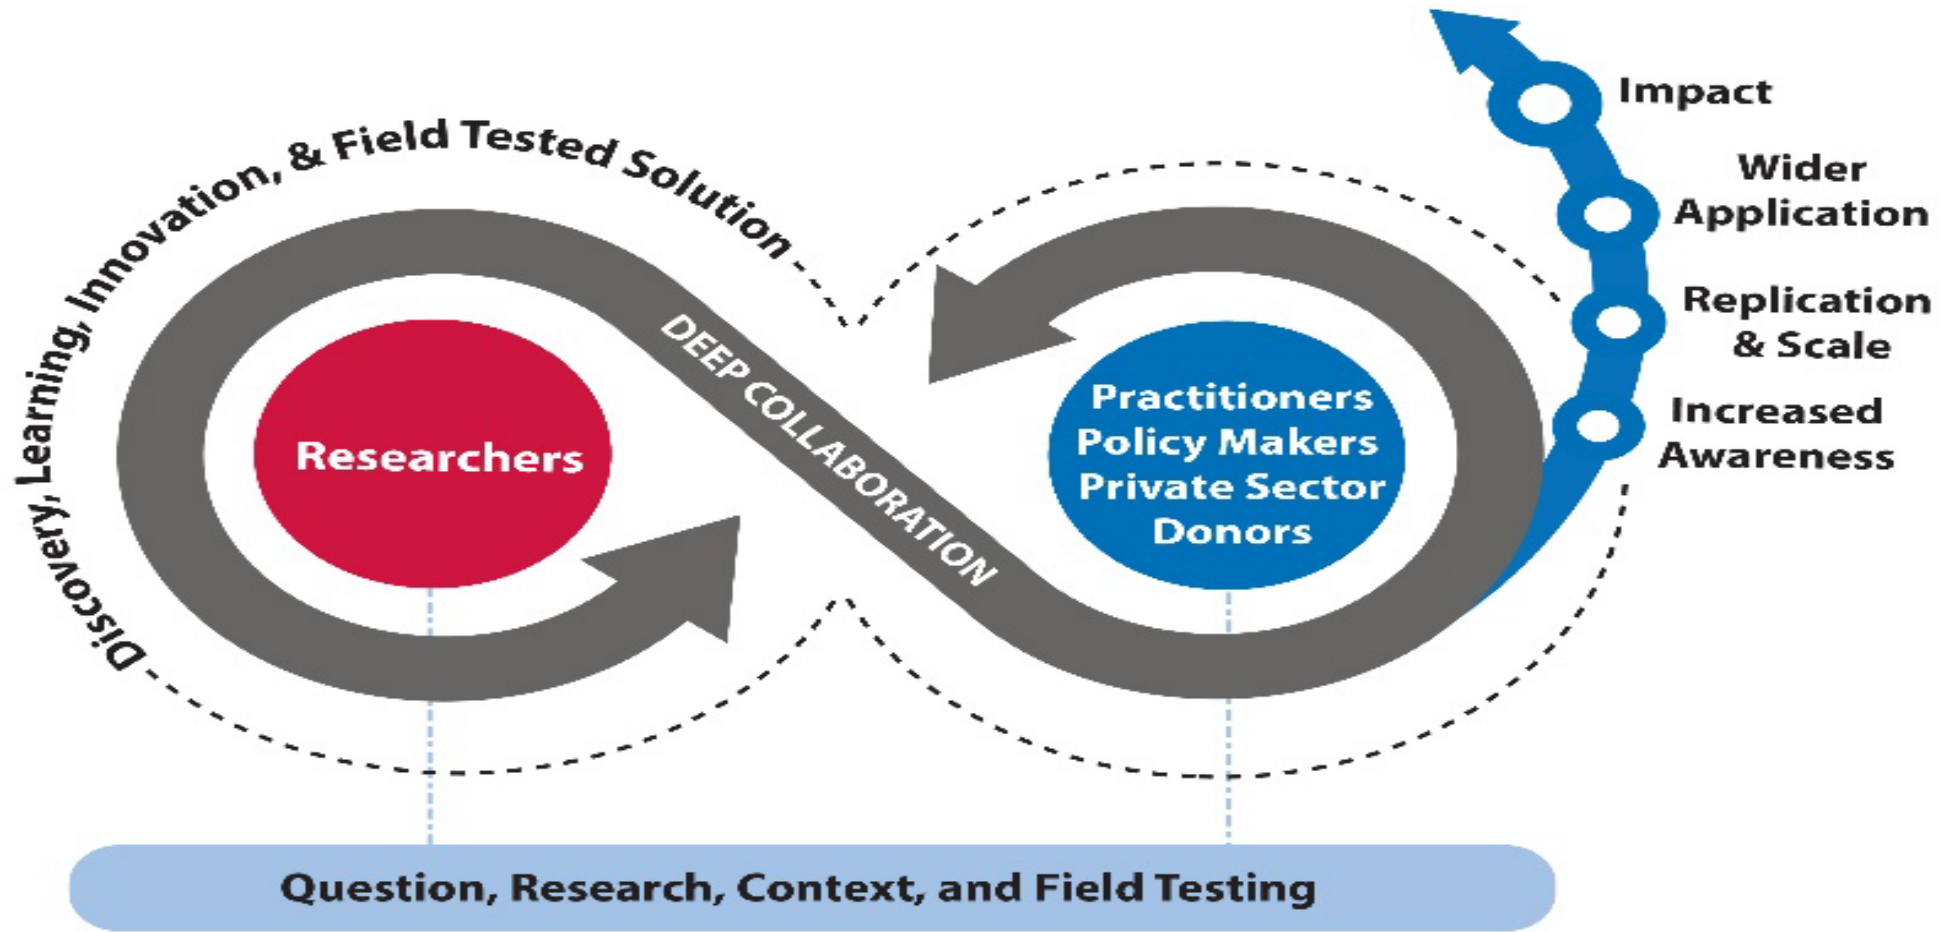 Discovery, Learning, Innovation, & Field Tested Solution
Researchers
DEEP COLLABORATION
Practitioners
Policy Makers
Private Sector
Donors
Impact
Wider
Application
Replication
& Scale
Increased
Awareness
Question, Research, Context, and Field Testing